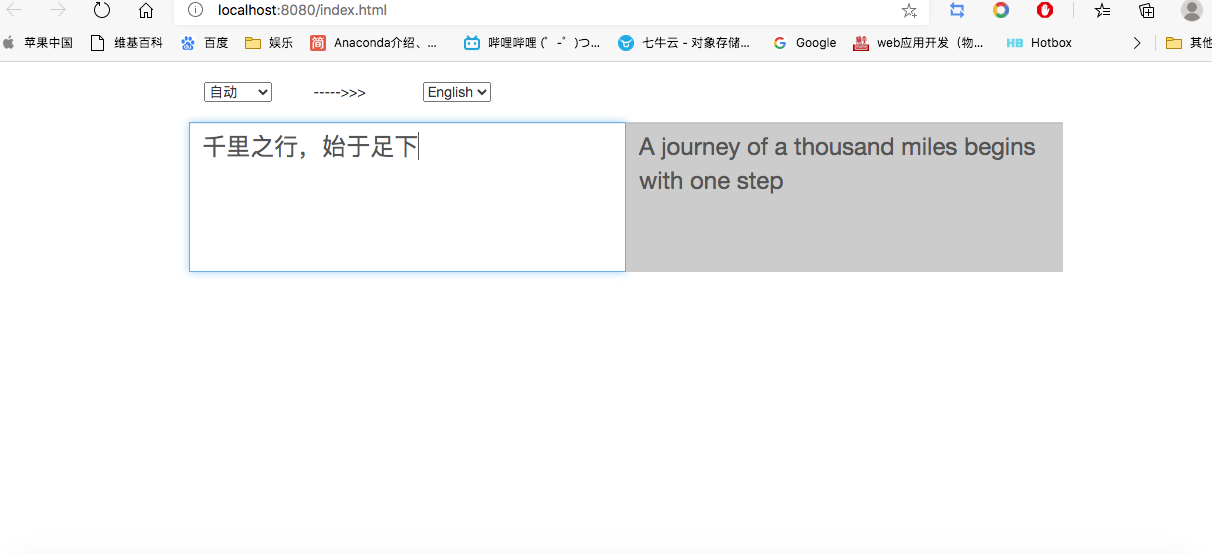 localhost:8080/index.html
苹果中国 维基百科 百度 娱乐 简 Anaconda介绍、... 哔哩哔哩 (゜-゜)つ... 七牛云 - 对象存储... Google web应用开发（物... HB Hotbox 其他
自动 ----->>> English
千里之行，始于足下
A journey of a thousand miles begins
with one step